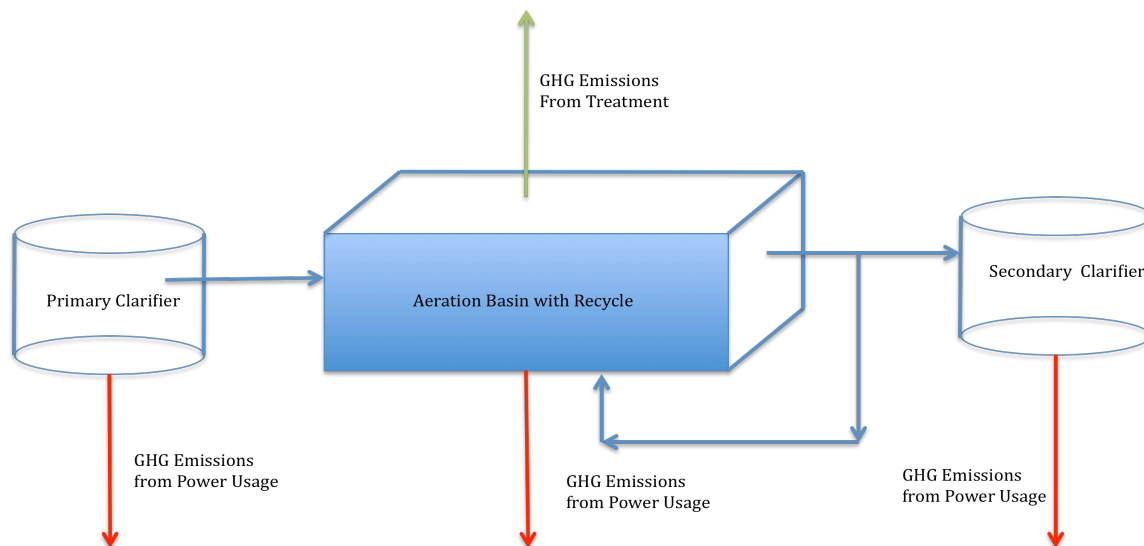 GHG Emissions
From Treatment
Primary Clarifier
Aeration Basin with Recycle
Secondary  Clarifier
GHG Emissions
from Power Usage
GHG Emissions
from Power Usage
GHG Emissions
from Power Usage